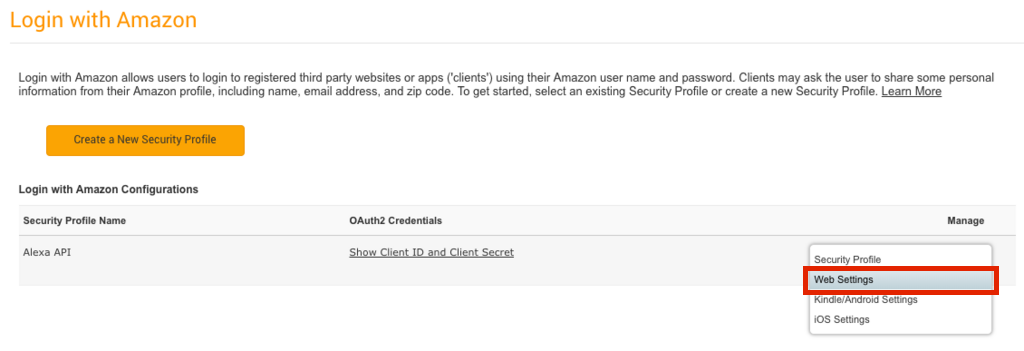 Login with Amazon
Login with Amazon allows users to login to registered third party websites or apps ('clients') using their Amazon user name and password. Clients may ask the user to share some personal
information from their Amazon profile, including name, email address, and zip code. To get started, select an existing Security Profile or create a new Security Profile. Learn More
Create a New Security Profile
Login with Amazon Configurations
Security Profile Name OAuth2 Credentials Manage
Alexa API Show Client ID and Client Secret
Security Profile
Web Settings
Kindle/Android Settings
iOS Settings